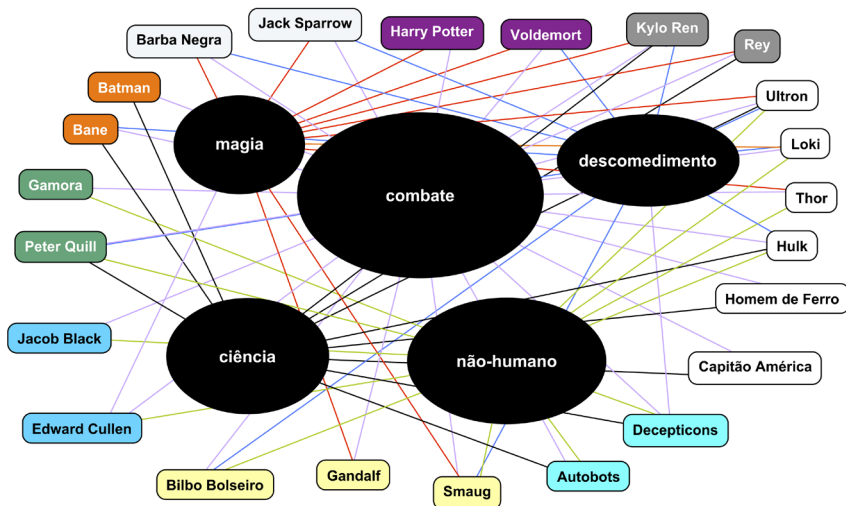 Jack Sparrow
Harry Potter
Voldemort
Kylo Ren
Rey
Barba Negra
Batman
Ultron
Bane
magia
Loki
descomedimento
Gamora
combate
Thor
Peter Quill
Hulk
Homem de Ferro
Jacob Black
ciência
não-humano
Capitão América
Edward Cullen
Decepticons
Bilbo Bolseiro
Gandalf
Smaug
Autobots